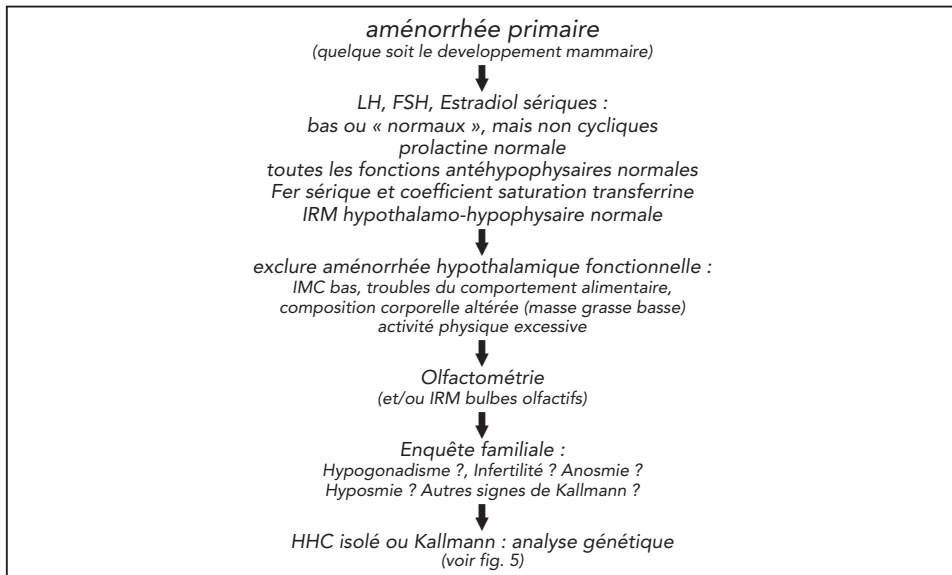 aménorrhée primaire
(quelque soit le developpement mammaire)
LH, FSH, Estradiol sériques :
bas ou « normaux », mais non cycliques
prolactine normale
toutes les fonctions antéhypophysaires normales
Fer sérique et coefficient saturation transferrine
IRM hypothalamo-hypophysaire normale
exclure aménorrhée hypothalamique fonctionnelle :
IMC bas, troubles du comportement alimentaire,
composition corporelle altérée (masse grasse basse)
activité physique excessive
Olfactométrie
(et/ou IRM bulbes olfactifs)
Enquête familiale :
Hypogonadisme ?, Infertilité ? Anosmie ?
Hyposmie ? Autres signes de Kallmann ?
HHC isolé ou Kallmann : analyse génétique
(voir fig. 5)